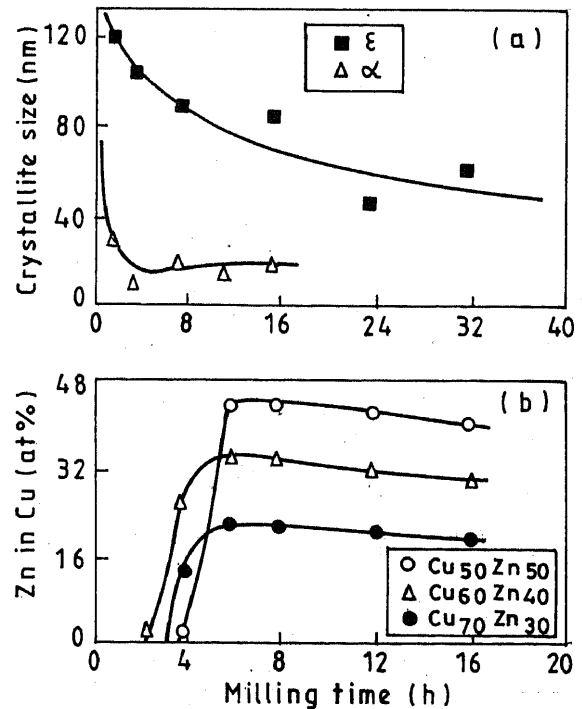 120
80
40
0
Crystallite size (nm)
(a)
■ ε
△ α
0 8 16 24 32 40
48
32
16
0
Zn in Cu (at%)
(b)
○ Cu50Zn50
△ Cu60Zn40
● Cu70Zn30
0 4 8 12 16 20
Milling time (h)